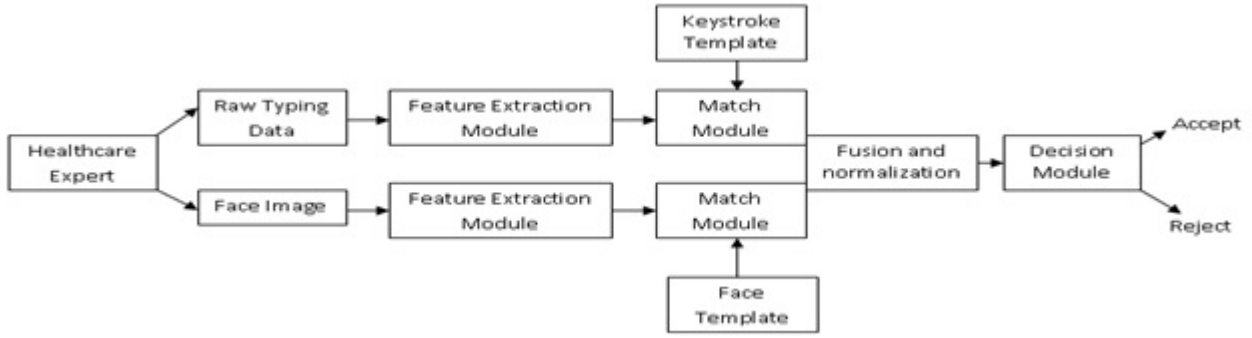 Keystroke
Template
Raw Typing
Data
Feature Extraction
Module
Match
Module
Healthcare
Expert
Fusion and
normalization
Decision
Module
Accept
Reject
Face Image
Feature Extraction
Module
Match
Module
Face
Template